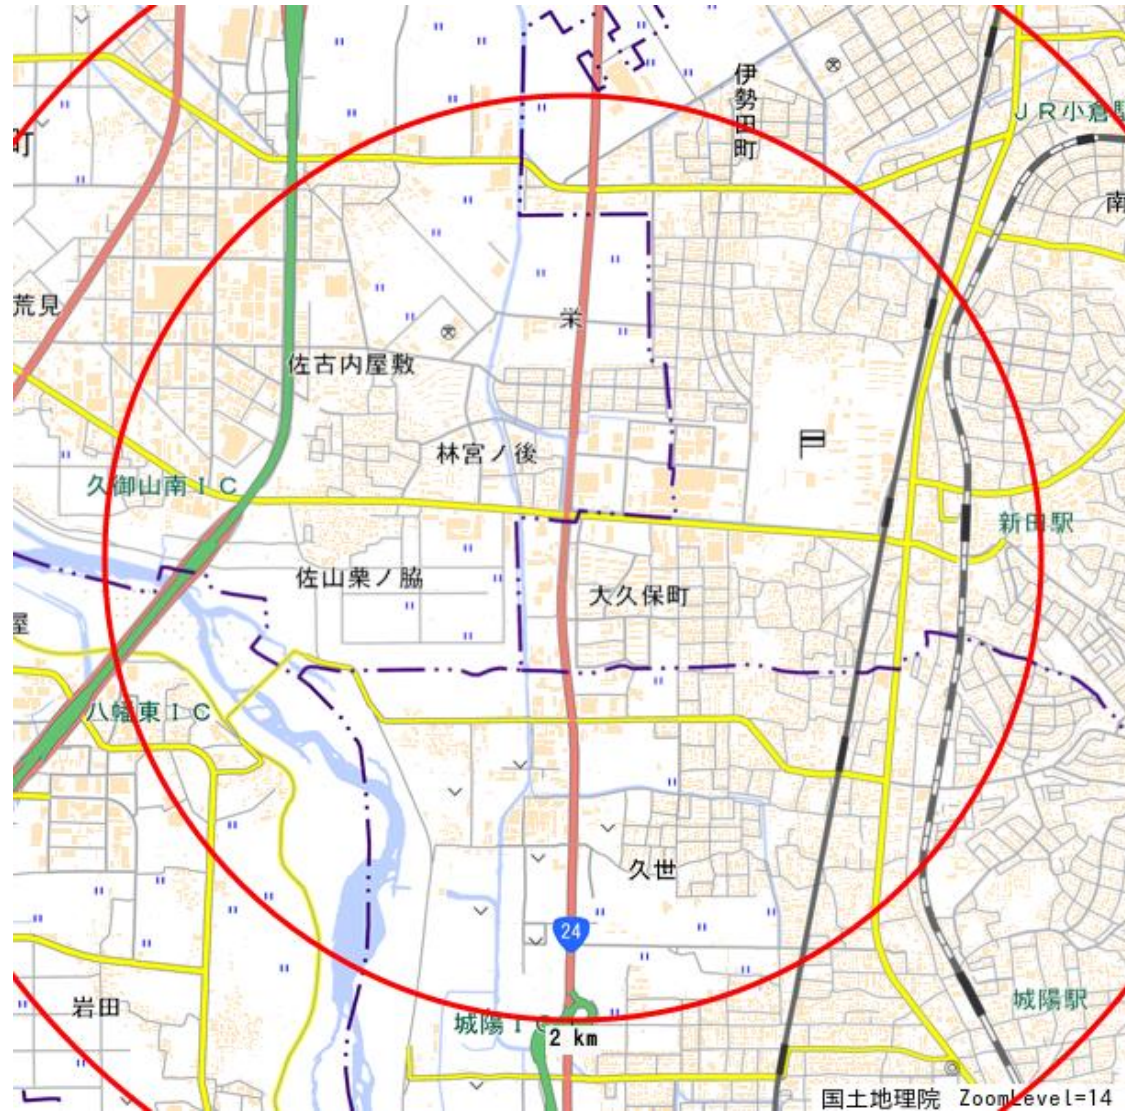 伊勢田町
JR小倉駅
町
南
荒見
栄
佐古内屋敷
林宮ノ後
久御山南IC
新田駅
佐山栗ノ脇
大久保町
屋
八幡東IC
久世
24
岩田
城陽IC
城陽駅
2 km
国土地理院 ZoomLevel=14